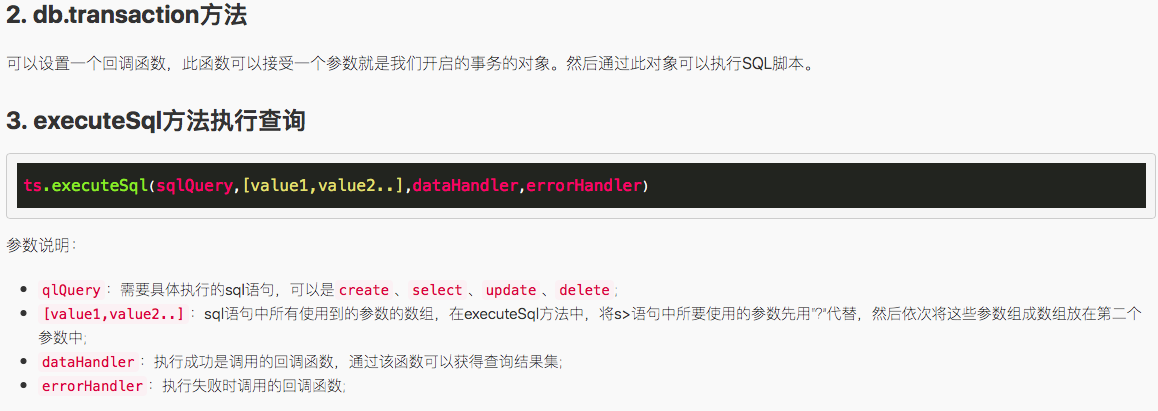 2. db.transaction方法
可以设置一个回调函数，此函数可以接受一个参数就是我们开启的事务的对象。然后通过此对象可以执行SQL脚本。
3. executeSql方法执行查询
ts.executeSql(sqlQuery,[value1,value2..],dataHandler,errorHandler)
参数说明：
qlQuery：需要具体执行的sql语句，可以是 create 、 select 、 update 、 delete ;
[value1,value2..]：sql语句中所有使用到的参数的数组，在executeSql方法中，将s>语句中所要使用的参数先用”?“代替，然后依次将这些参数组成数组放在第二个
参数中;
dataHandler：执行成功是调用的回调函数，通过该函数可以获得查询结果集;
errorHandler：执行失败时调用的回调函数;